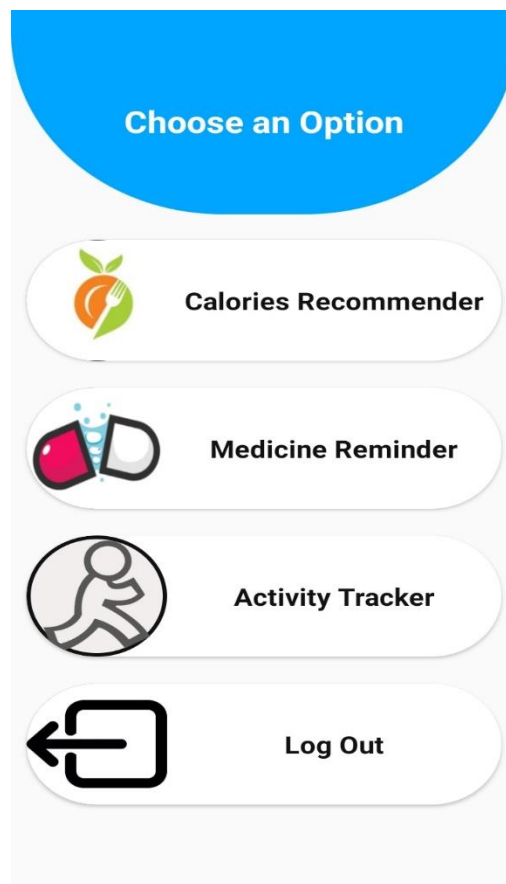 Choose an Option
Calories Recommender
Medicine Reminder
Activity Tracker
Log Out